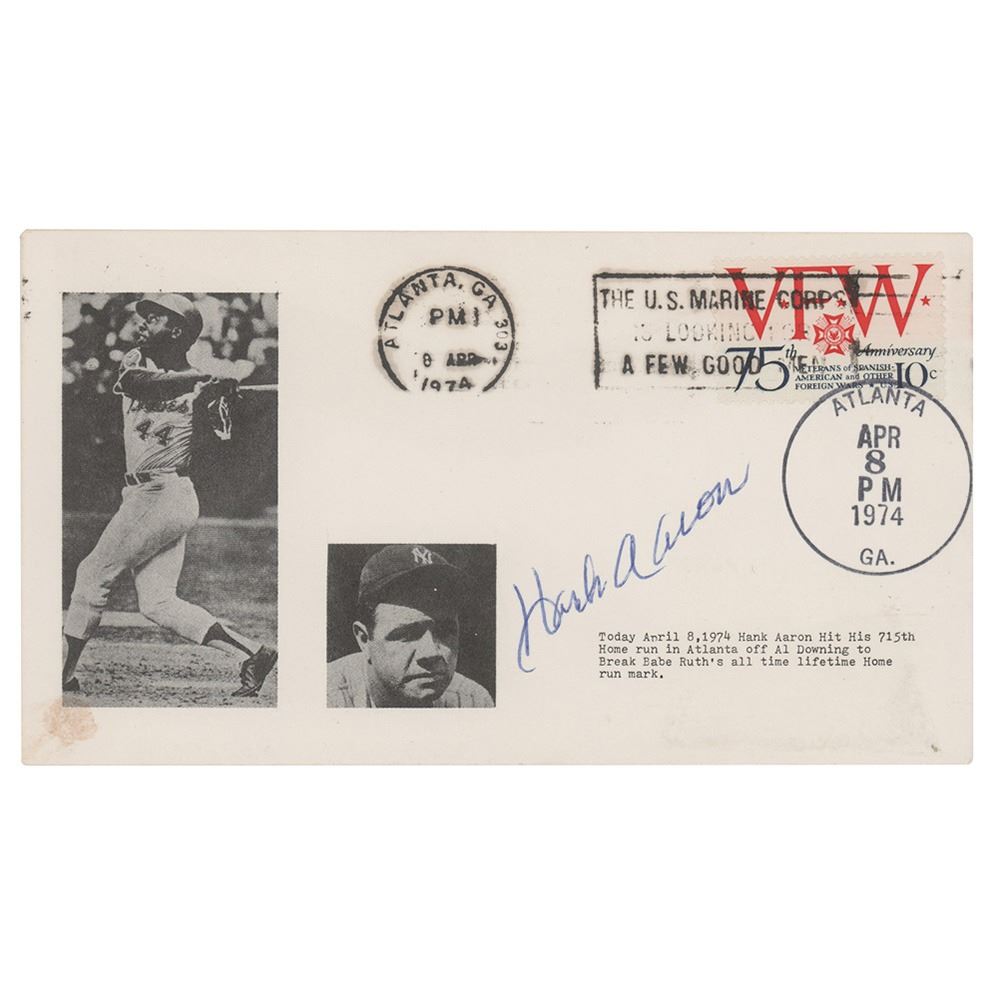 ATLANTA, GA 303
PM
8 APR
1974
THE U.S. MARINE CORPS
LOOKING
A FEW GOOD
VFW
75th Anniversary
VETERANS of SPANISH-
AMERICAN and OTHER
FOREIGN WARS U.S. 10c
ATLANTA
APR
8
PM
1974
GA.
44
NY
Hank Aaron
Today April 8,1974 Hank Aaron Hit His 715th
Home run in Atlanta off Al Downing to
Break Babe Ruth's all time lifetime Home
run mark.